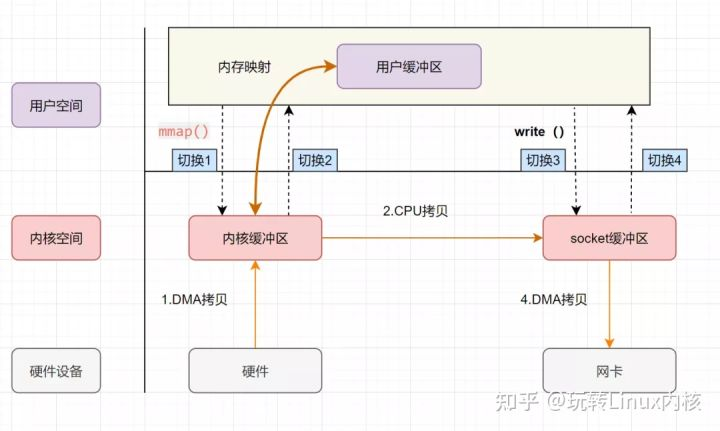 内存映射
用户缓冲区
用户空间
mmap()
write（）
切换1
切换2
切换3
切换4
2.CPU拷贝
内核空间
内核缓冲区
socket缓冲区
1.DMA拷贝
4.DMA拷贝
硬件设备
硬件
网卡
知乎 @玩转Linux内核